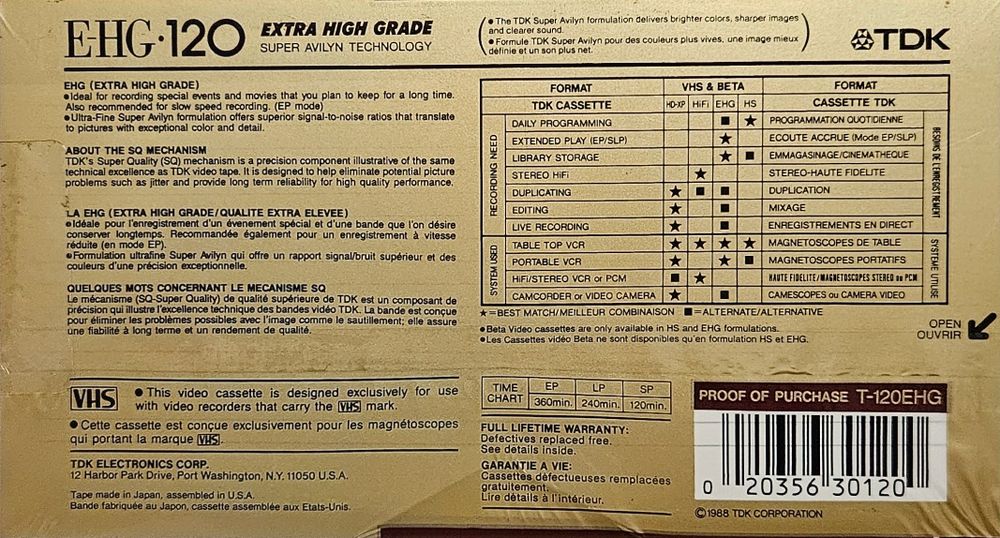 E-HG·120 EXTRA HIGH GRADE
SUPER AVILYN TECHNOLOGY
● The TDK Super Avilyn formulation delivers brighter colors, sharper images
and clearer sound.
● Formule TDK Super Avilyn pour des couleurs plus vives, une image mieux
définie et un son plus net.
TDK
EHG (EXTRA HIGH GRADE)
● Ideal for recording special events and movies that you plan to keep for a long time.
Also recommended for slow speed recording. (EP mode)
● Ultra-Fine Super Avilyn formulation offers superior signal-to-noise ratios that translate
to pictures with exceptional color and detail.
ABOUT THE SQ MECHANISM
TDK's Super Quality (SQ) mechanism is a precision component illustrative of the same
technical excellence as TDK video tape. It is designed to help eliminate potential picture
problems such as jitter and provide long term reliability for high quality performance.
LA EHG (EXTRA HIGH GRADE/QUALITE EXTRA ELEVEE)
● Idéale pour l'enregistrement d'un évenement spécial et d'une bande que l'on désire
conserver longtemps. Recommandée également pour un enregistrement à vitesse
réduite (en mode EP).
● Formulation ultrafine Super Avilyn qui offre un rapport signal/bruit supérieur et des
couleurs d'une précision exceptionnelle.
QUELQUES MOTS CONCERNANT LE MECANISME SQ
Le mécanisme (SQ-Super Quality) de qualité supérieure de TDK est un composant de
précision qui illustre l'excellence technique des bandes vidéo TDK. La bande est conçue
pour éliminer les problèmes possibles avec l'image comme le sautillement; elle assure
une fiabilité à long terme et un rendement de qualité.
FORMAT VHS & BETA FORMAT
TDK CASSETTE HD-XP HiFi EHG HS CASSETTE TDK
RECORDING NEED
DAILY PROGRAMMING ■ ★ PROGRAMMATION QUOTIDIENNE
EXTENDED PLAY (EP/SLP) ★ ECOUTE ACCRUE (Mode EP/SLP)
LIBRARY STORAGE ★ ■ EMMAGASINAGE/CINEMATHEQUE
STEREO HiFi ★ STEREO-HAUTE FIDELITE
DUPLICATING ★ ■ ■ DUPLICATION
EDITING ★ ■ MIXAGE
LIVE RECORDING ★ ■ ENREGISTREMENTS EN DIRECT
BESOINS DE L'ENREGISTREMENT
SYSTEM USED
TABLE TOP VCR ★ ★ ★ ★ MAGNETOSCOPES DE TABLE
PORTABLE VCR ★ ★ ■ MAGNETOSCOPES PORTATIFS
HiFi/STEREO VCR or PCM ■ ★ HAUTE FIDELITE/MAGNETOSCOPES STEREO ou PCM
CAMCORDER or VIDEO CAMERA ★ ■ CAMESCOPES ou CAMERA VIDEO
SYSTEME UTILISE
★=BEST MATCH/MEILLEUR COMBINAISON ■=ALTERNATE/ALTERNATIVE
● Beta Video cassettes are only available in HS and EHG formulations.
● Les Cassettes vidéo Beta ne sont disponibles qu'en formulation HS et EHG.
OPEN
OUVRIR
VHS ● This video cassette is designed exclusively for use
with video recorders that carry the VHS mark.
● Cette cassette est conçue exclusivement pour les magnétoscopes
qui portant la marque VHS.
TDK ELECTRONICS CORP.
12 Harbor Park Drive, Port Washington, N.Y. 11050 U.S.A.
Tape made in Japan, assembled in U.S.A.
Bande fabriquée au Japon, cassette assemblée aux Etats-Unis.
TIME CHART EP LP SP
360min. 240min. 120min.
FULL LIFETIME WARRANTY:
Defectives replaced free.
See details inside.
GARANTIE A VIE:
Cassettes défectueuses remplacées
gratuitement.
Lire détails à l'intérieur.
PROOF OF PURCHASE T-120EHG
0 20356 30120
©1988 TDK CORPORATION